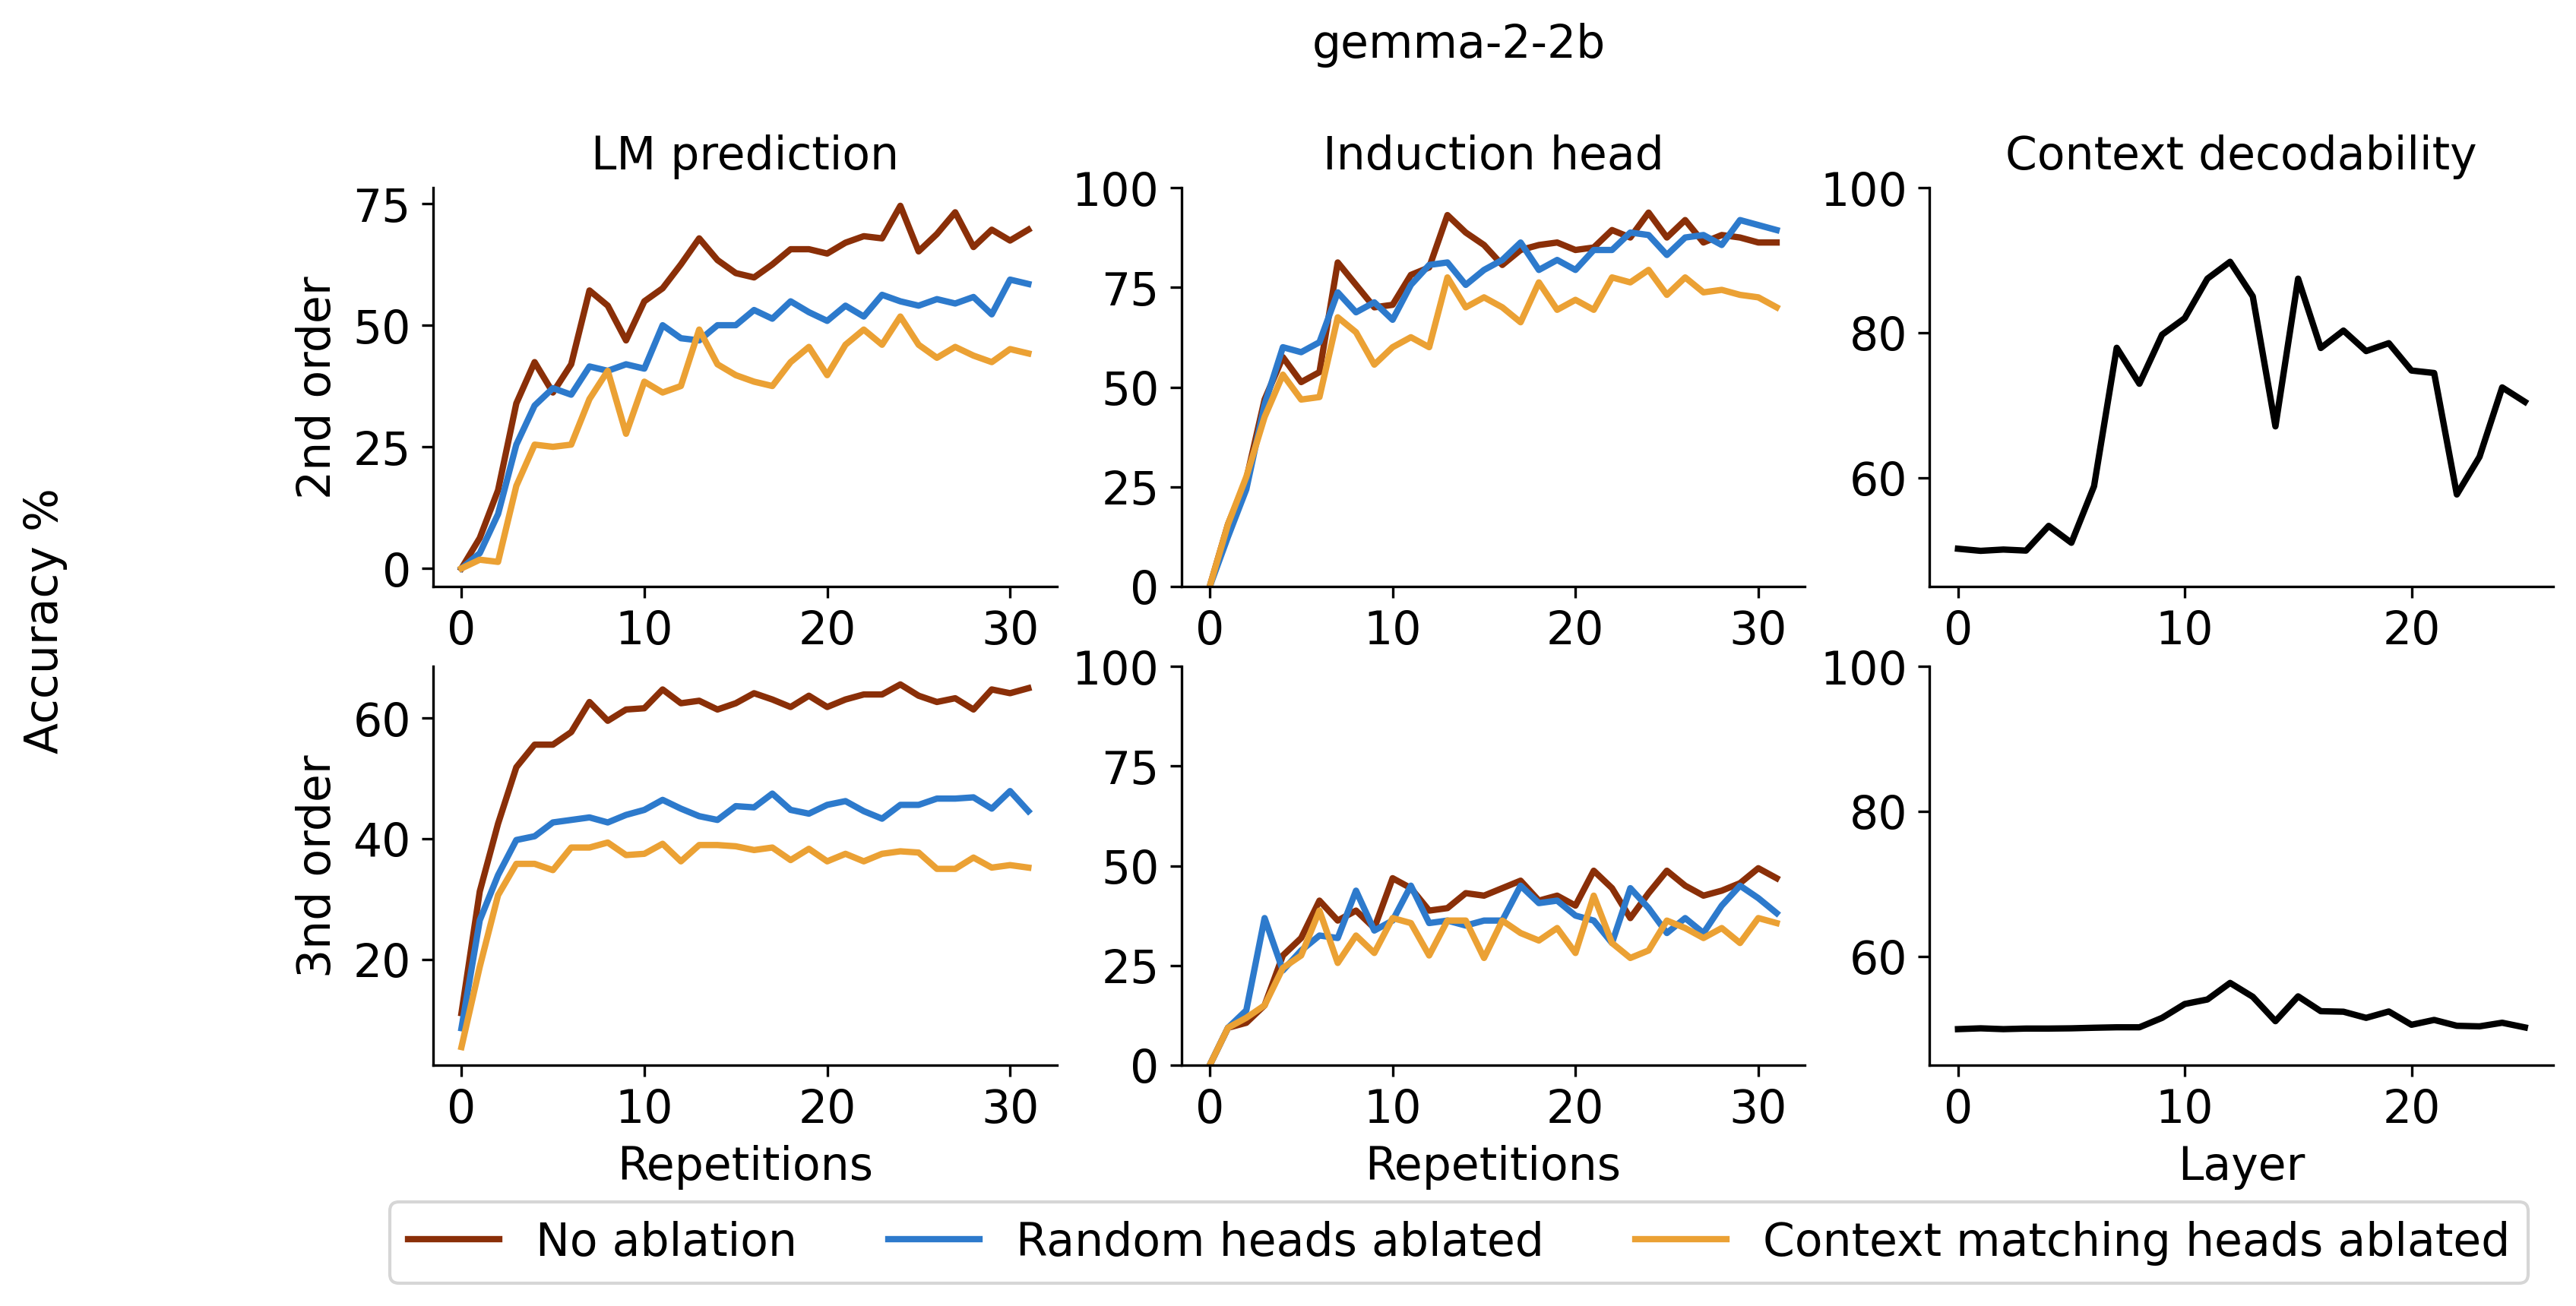 gemma-2-2b
LM prediction
Induction head
Context decodability
Accuracy %
2nd order
75
50
25
0
0 10 20 30
100
75
50
25
0
0 10 20 30
100
80
60
0 10 20
3nd order
60
40
20
0 10 20 30
Repetitions
100
75
50
25
0
0 10 20 30
Repetitions
100
80
60
0 10 20
Layer
No ablation
Random heads ablated
Context matching heads ablated